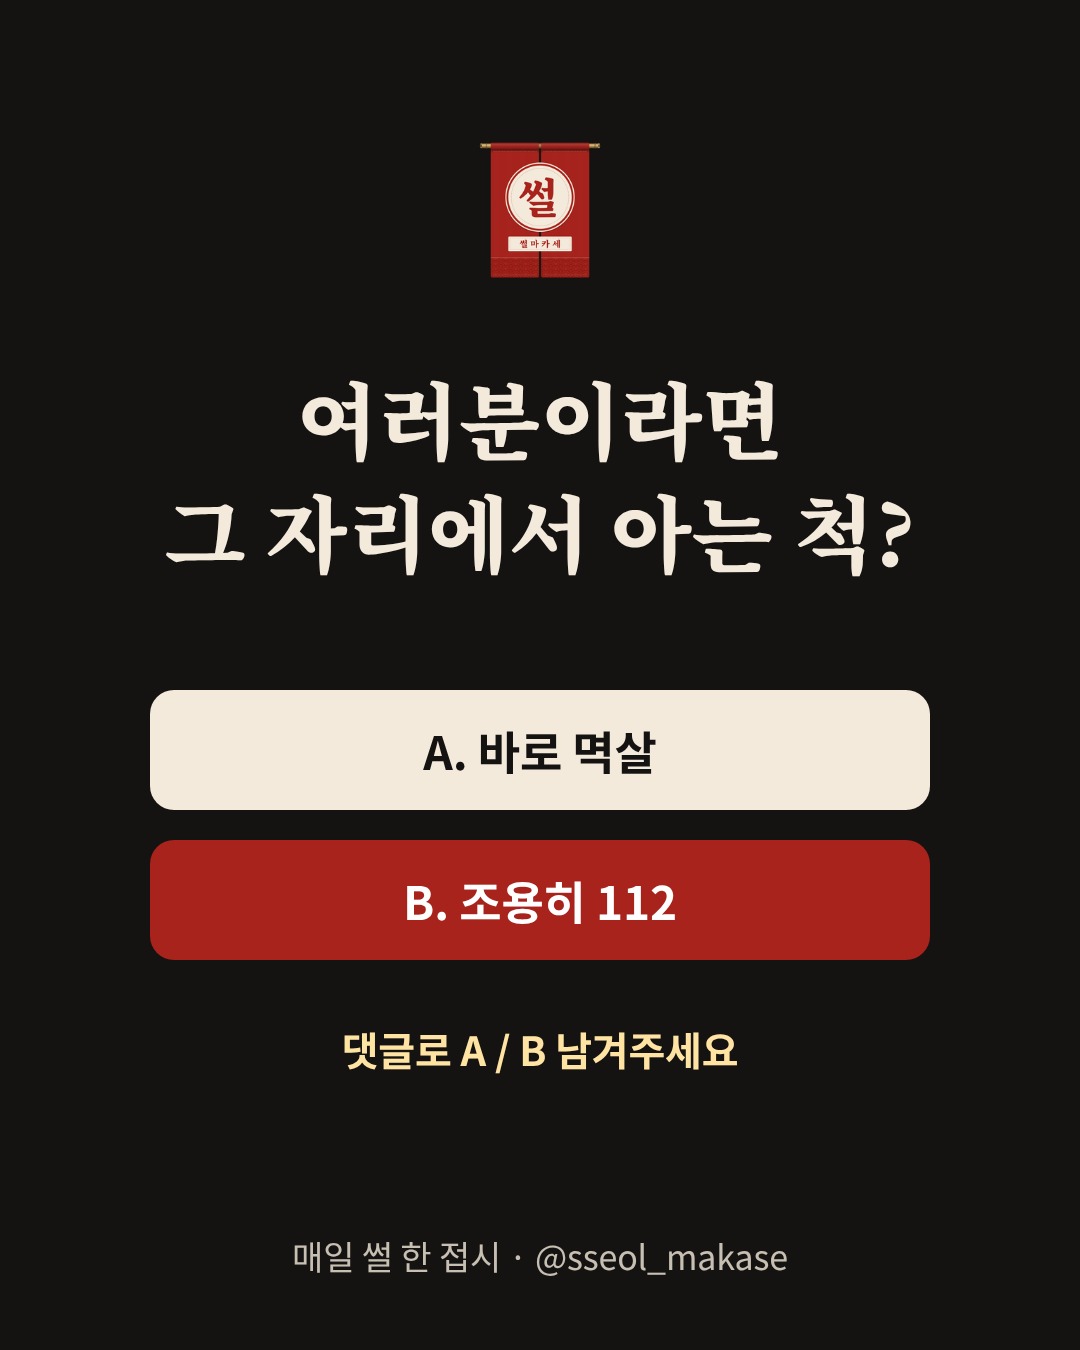 썰
썰마카세
여러분이라면
그 자리에서 아는 척?
A. 바로 멱살
B. 조용히 112
댓글로 A / B 남겨주세요
매일 썰 한 접시 · @sseol_makase